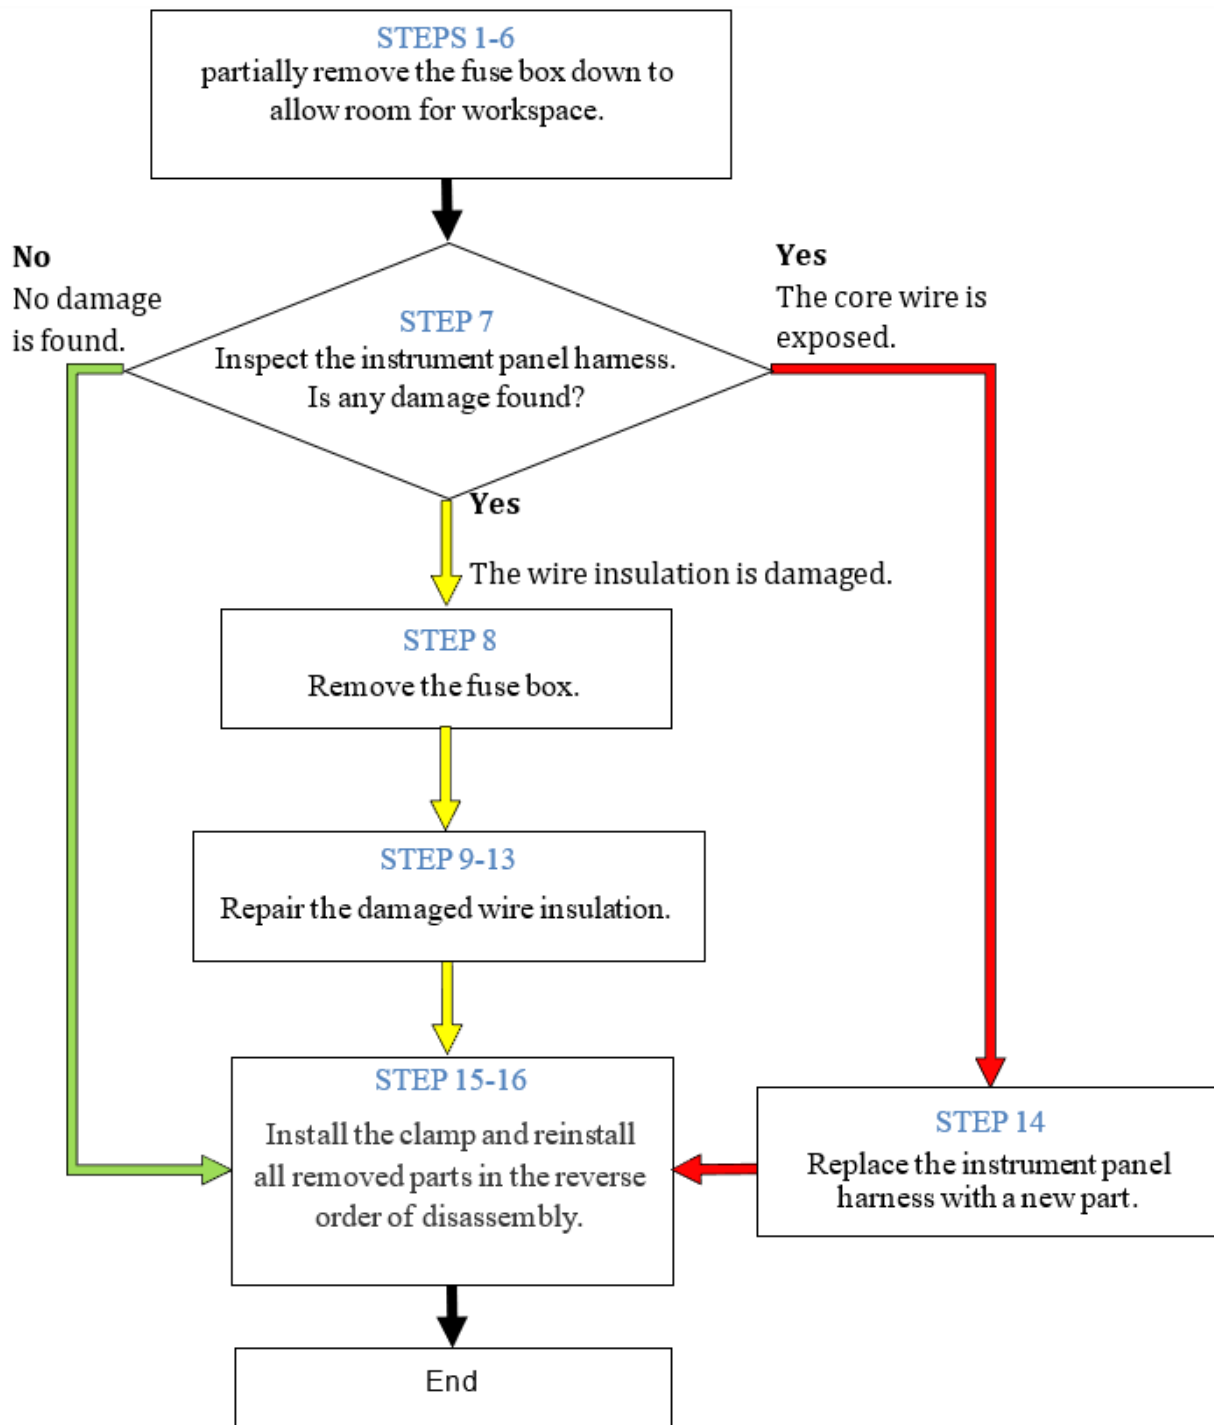 STEPS 1-6
partially remove the fuse box down to
allow room for workspace.
No
No damage
is found.
Yes
The core wire is
exposed.
STEP 7
Inspect the instrument panel harness.
Is any damage found?
Yes
The wire insulation is damaged.
STEP 8
Remove the fuse box.
STEP 9-13
Repair the damaged wire insulation.
STEP 15-16
Install the clamp and reinstall
all removed parts in the reverse
order of disassembly.
STEP 14
Replace the instrument panel
harness with a new part.
End